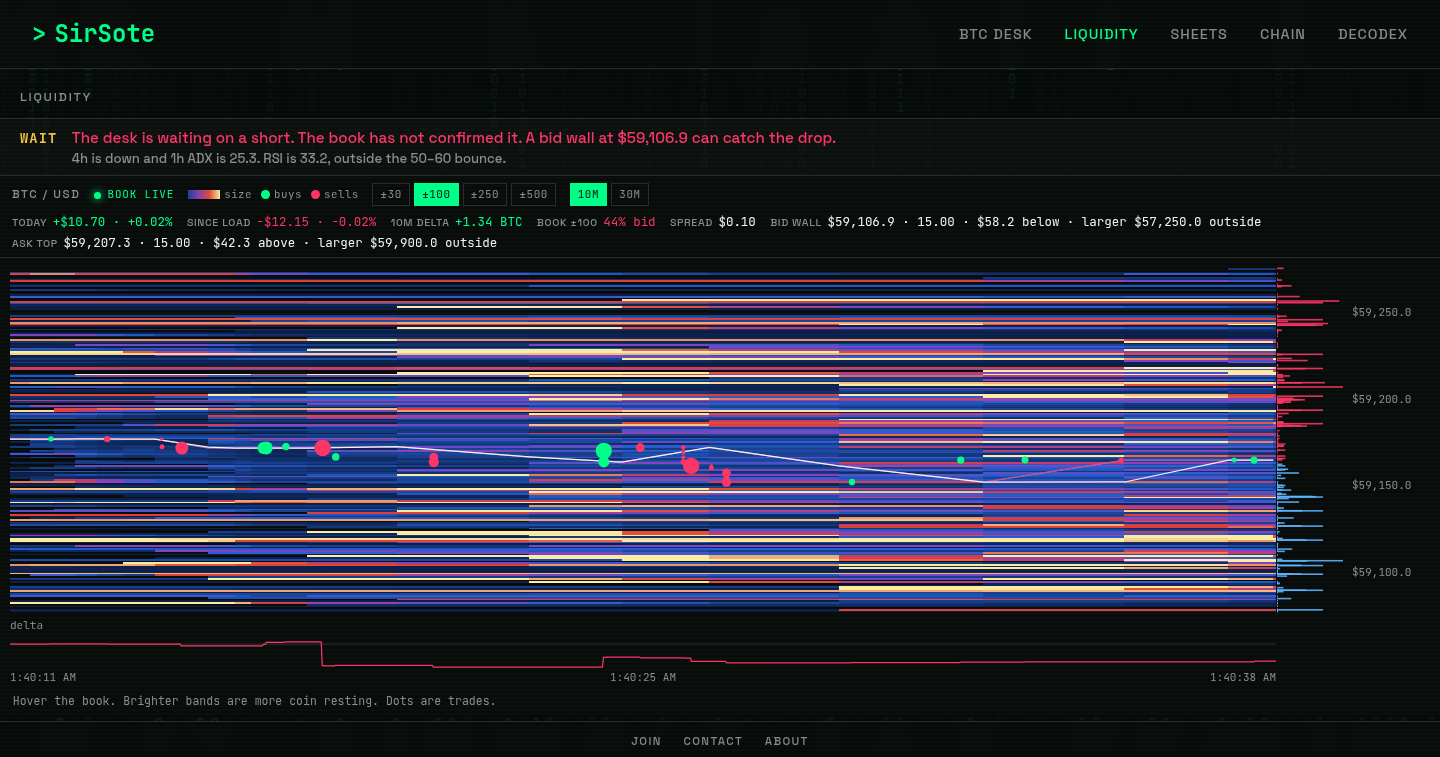 > SirSote
BTC DESK LIQUIDITY SHEETS CHAIN DECODEX
LIQUIDITY
WAIT The desk is waiting on a short. The book has not confirmed it. A bid wall at $59,106.9 can catch the drop.
4h is down and 1h ADX is 25.3. RSI is 33.2, outside the 50–60 bounce.
BTC / USD BOOK LIVE size buys sells ±30 ±100 ±250 ±500 10M 30M
TODAY +$10.70 · +0.02% SINCE LOAD -$12.15 · -0.02% 10M DELTA +1.34 BTC BOOK ±100 44% bid SPREAD $0.10 BID WALL $59,106.9 · 15.00 · $58.2 below · larger $57,250.0 outside
ASK TOP $59,207.3 · 15.00 · $42.3 above · larger $59,900.0 outside
$59,250.0
$59,200.0
$59,150.0
$59,100.0
delta
1:40:11 AM 1:40:25 AM 1:40:38 AM
Hover the book. Brighter bands are more coin resting. Dots are trades.
JOIN CONTACT ABOUT